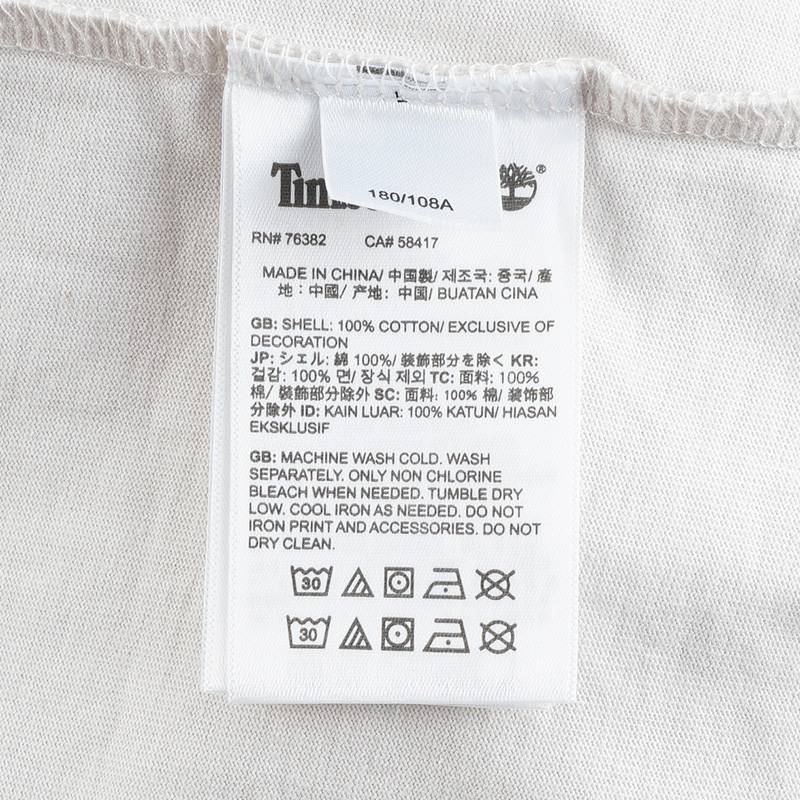 180/108A
RN# 76382 CA# 58417
MADE IN CHINA/ 中国製/ 제조국: 중국/ 產
地：中國/ 产地: 中国/ BUATAN CINA
GB: SHELL: 100% COTTON/ EXCLUSIVE OF
DECORATION
JP: シェル: 綿 100%/ 装飾部分を除く KR:
겉감: 100% 면/ 장식 제외 TC: 面料: 100%
棉/ 裝飾部分除外 SC: 面料: 100% 棉/ 装饰部
分除外 ID: KAIN LUAR: 100% KATUN/ HIASAN
EKSKLUSIF
GB: MACHINE WASH COLD. WASH
SEPARATELY. ONLY NON CHLORINE
BLEACH WHEN NEEDED. TUMBLE DRY
LOW. COOL IRON AS NEEDED. DO NOT
IRON PRINT AND ACCESSORIES. DO NOT
DRY CLEAN.
30
30